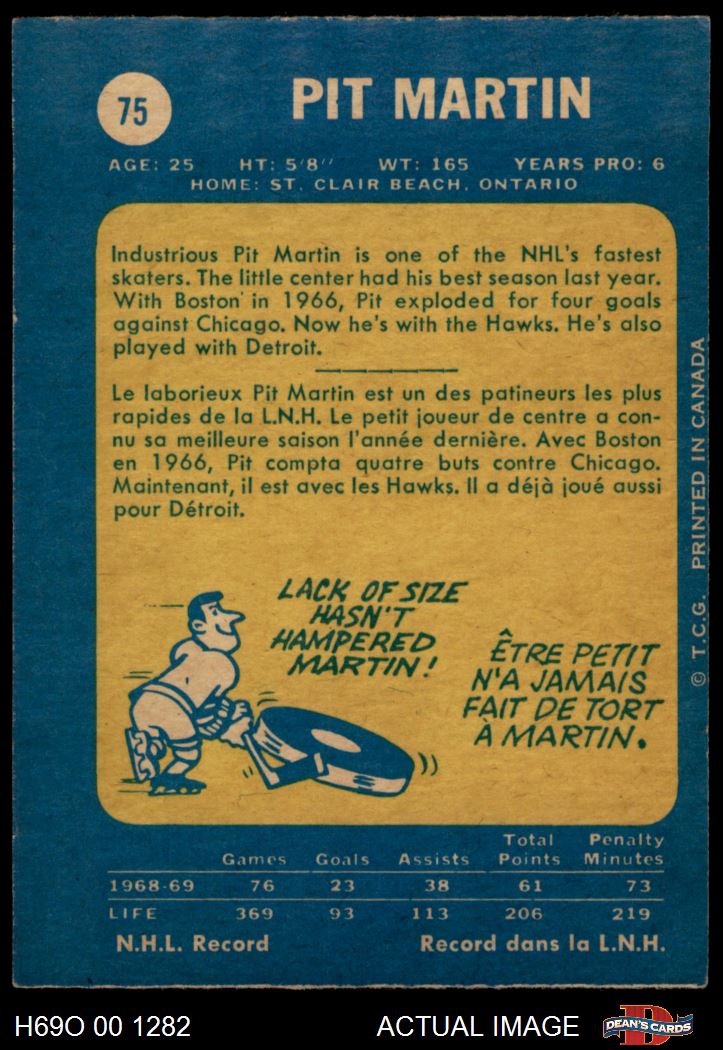 75
PIT MARTIN
AGE: 25 HT: 5'8'' WT: 165 YEARS PRO: 6
HOME: ST. CLAIR BEACH, ONTARIO
Industrious Pit Martin is one of the NHL's fastest
skaters. The little center had his best season last year.
With Boston in 1966, Pit exploded for four goals
against Chicago. Now he's with the Hawks. He's also
played with Detroit.
Le laborieux Pit Martin est un des patineurs les plus
rapides de la L.N.H. Le petit joueur de centre a con-
nu sa meilleure saison l'année dernière. Avec Boston
en 1966, Pit compta quatre buts contre Chicago.
Maintenant, il est avec les Hawks. Il a déjà joué aussi
pour Détroit.
LACK OF SIZE
HASN'T
HAMPERED
MARTIN!
ÊTRE PETIT
N'A JAMAIS
FAIT DE TORT
À MARTIN.
Games Goals Assists Total Points Penalty Minutes
1968-69 76 23 38 61 73
LIFE 369 93 113 206 219
N.H.L. Record Record dans la L.N.H.
© T.C.G. PRINTED IN CANADA
H69O 00 1282 ACTUAL IMAGE D DEAN'S CARDS